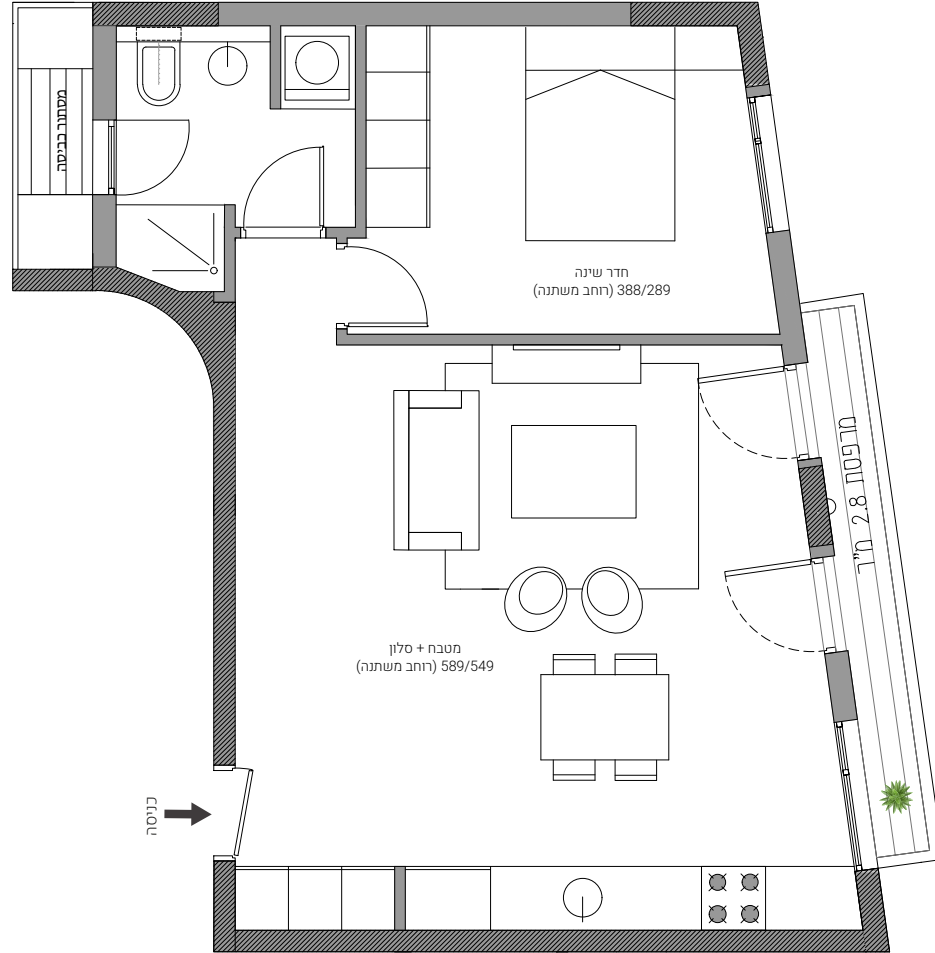 מסתור כביסה
חדר שינה
388/289 (רוחב משתנה)
מרפסת 2.8 מ"ר
מטבח + סלון
589/549 (רוחב משתנה)
כניסה